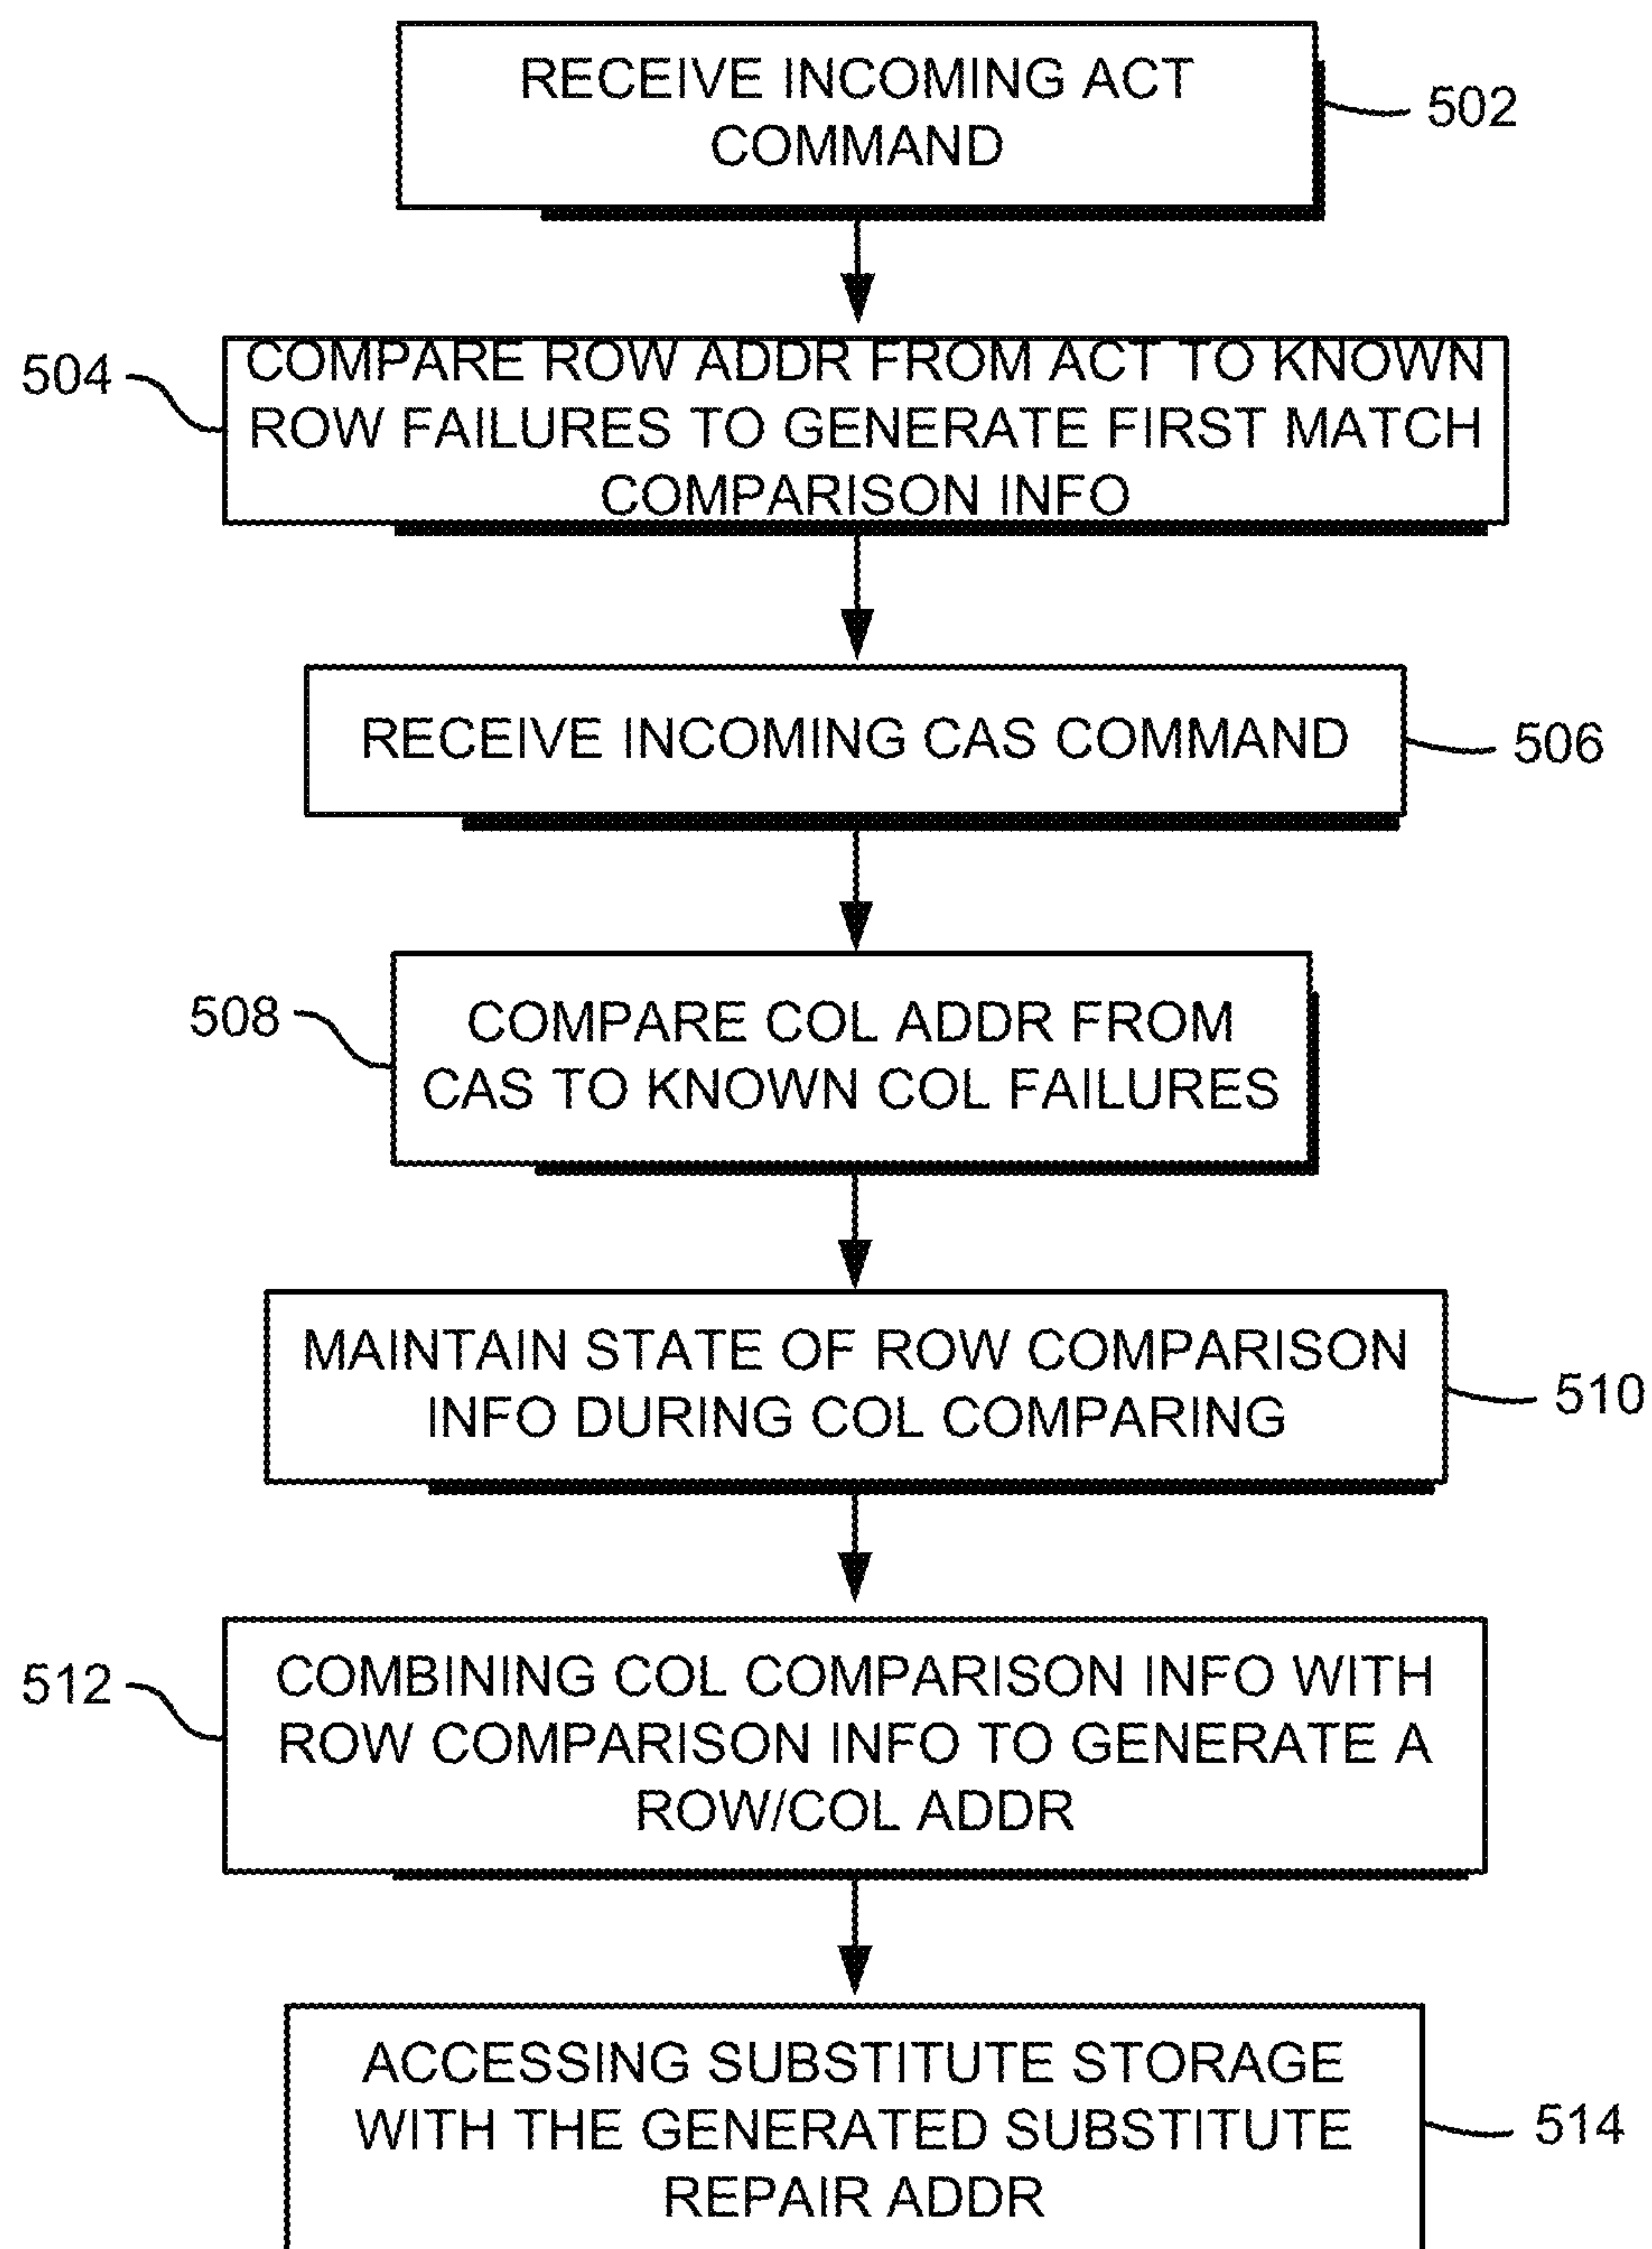 RECEIVE INCOMING ACT
COMMAND
502
504
COMPARE ROW ADDR FROM ACT TO KNOWN
ROW FAILURES TO GENERATE FIRST MATCH
COMPARISON INFO
RECEIVE INCOMING CAS COMMAND
506
508
COMPARE COL ADDR FROM
CAS TO KNOWN COL FAILURES
MAINTAIN STATE OF ROW COMPARISON
INFO DURING COL COMPARING
510
512
COMBINING COL COMPARISON INFO WITH
ROW COMPARISON INFO TO GENERATE A
ROW/COL ADDR
ACCESSING SUBSTITUTE STORAGE
WITH THE GENERATED SUBSTITUTE
REPAIR ADDR
514